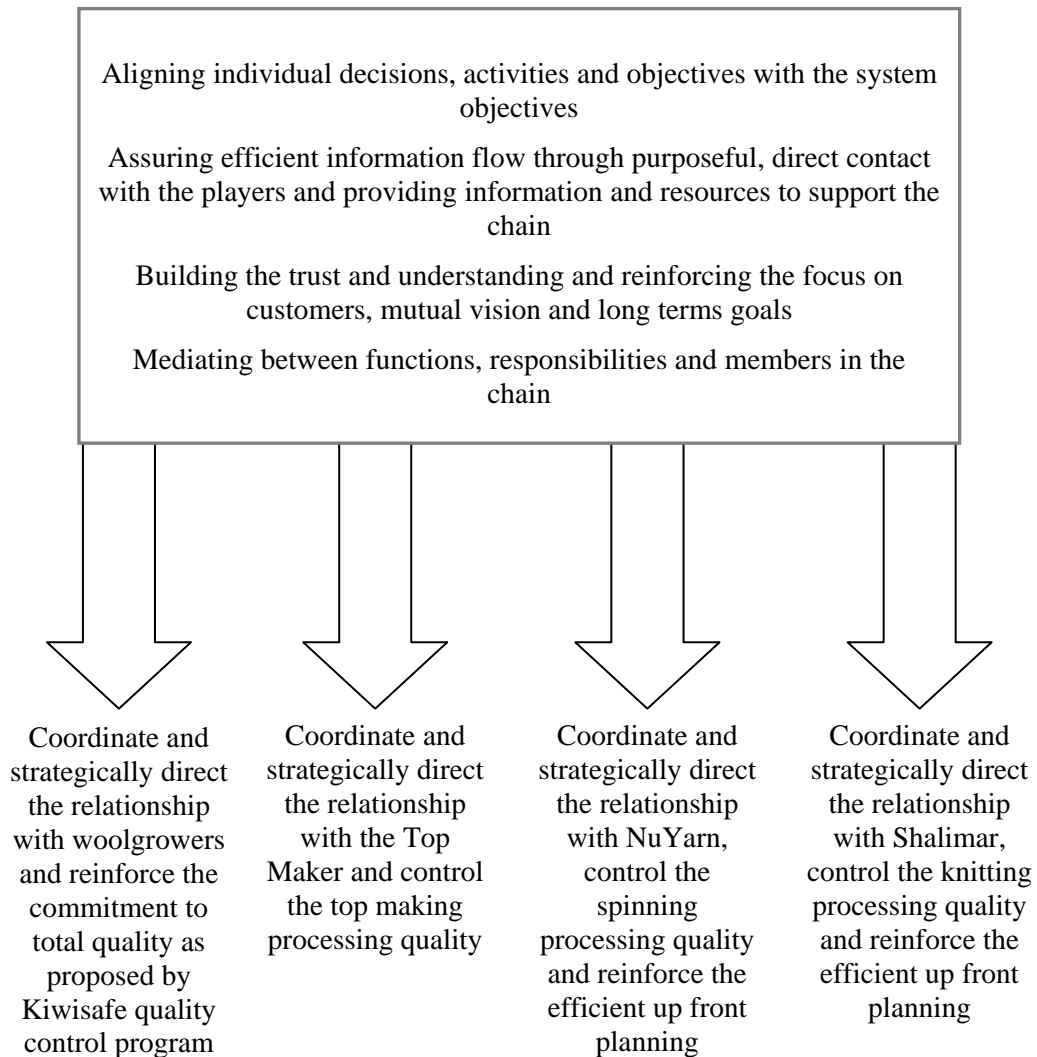 Aligning individual decisions, activities and objectives with the system
objectives
Assuring efficient information flow through purposeful, direct contact
with the players and providing information and resources to support the
chain
Building the trust and understanding and reinforcing the focus on
customers, mutual vision and long terms goals
Mediating between functions, responsibilities and members in the
chain
Coordinate and
strategically direct
the relationship
with woolgrowers
and reinforce the
commitment to
total quality as
proposed by
Kiwisafe quality
control program
Coordinate and
strategically direct
the relationship
with the Top
Maker and control
the top making
processing quality
Coordinate and
strategically direct
the relationship
with NuYarn,
control the
spinning
processing quality
and reinforce the
efficient up front
planning
Coordinate and
strategically direct
the relationship
with Shalimar,
control the knitting
processing quality
and reinforce the
efficient up front
planning